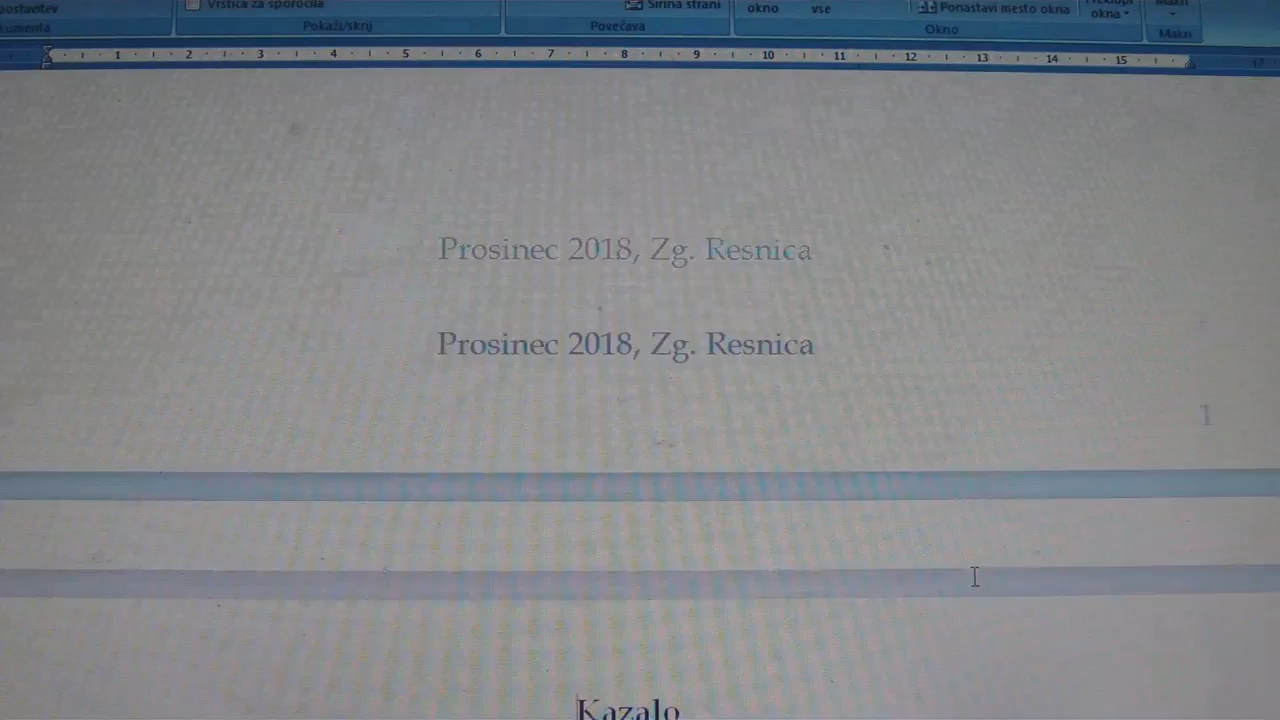 Vrstica za sporočila
Širina strani
okno
vse
Ponastavi mesto okna
okna
Pokaži/skrij
Povečava
Okno
Makri
1 2 3 4 5 6 7 8 9 10 11 12 13 14 15
Prosinec 2018, Zg. Resnica
Prosinec 2018, Zg. Resnica
1
Kazalo